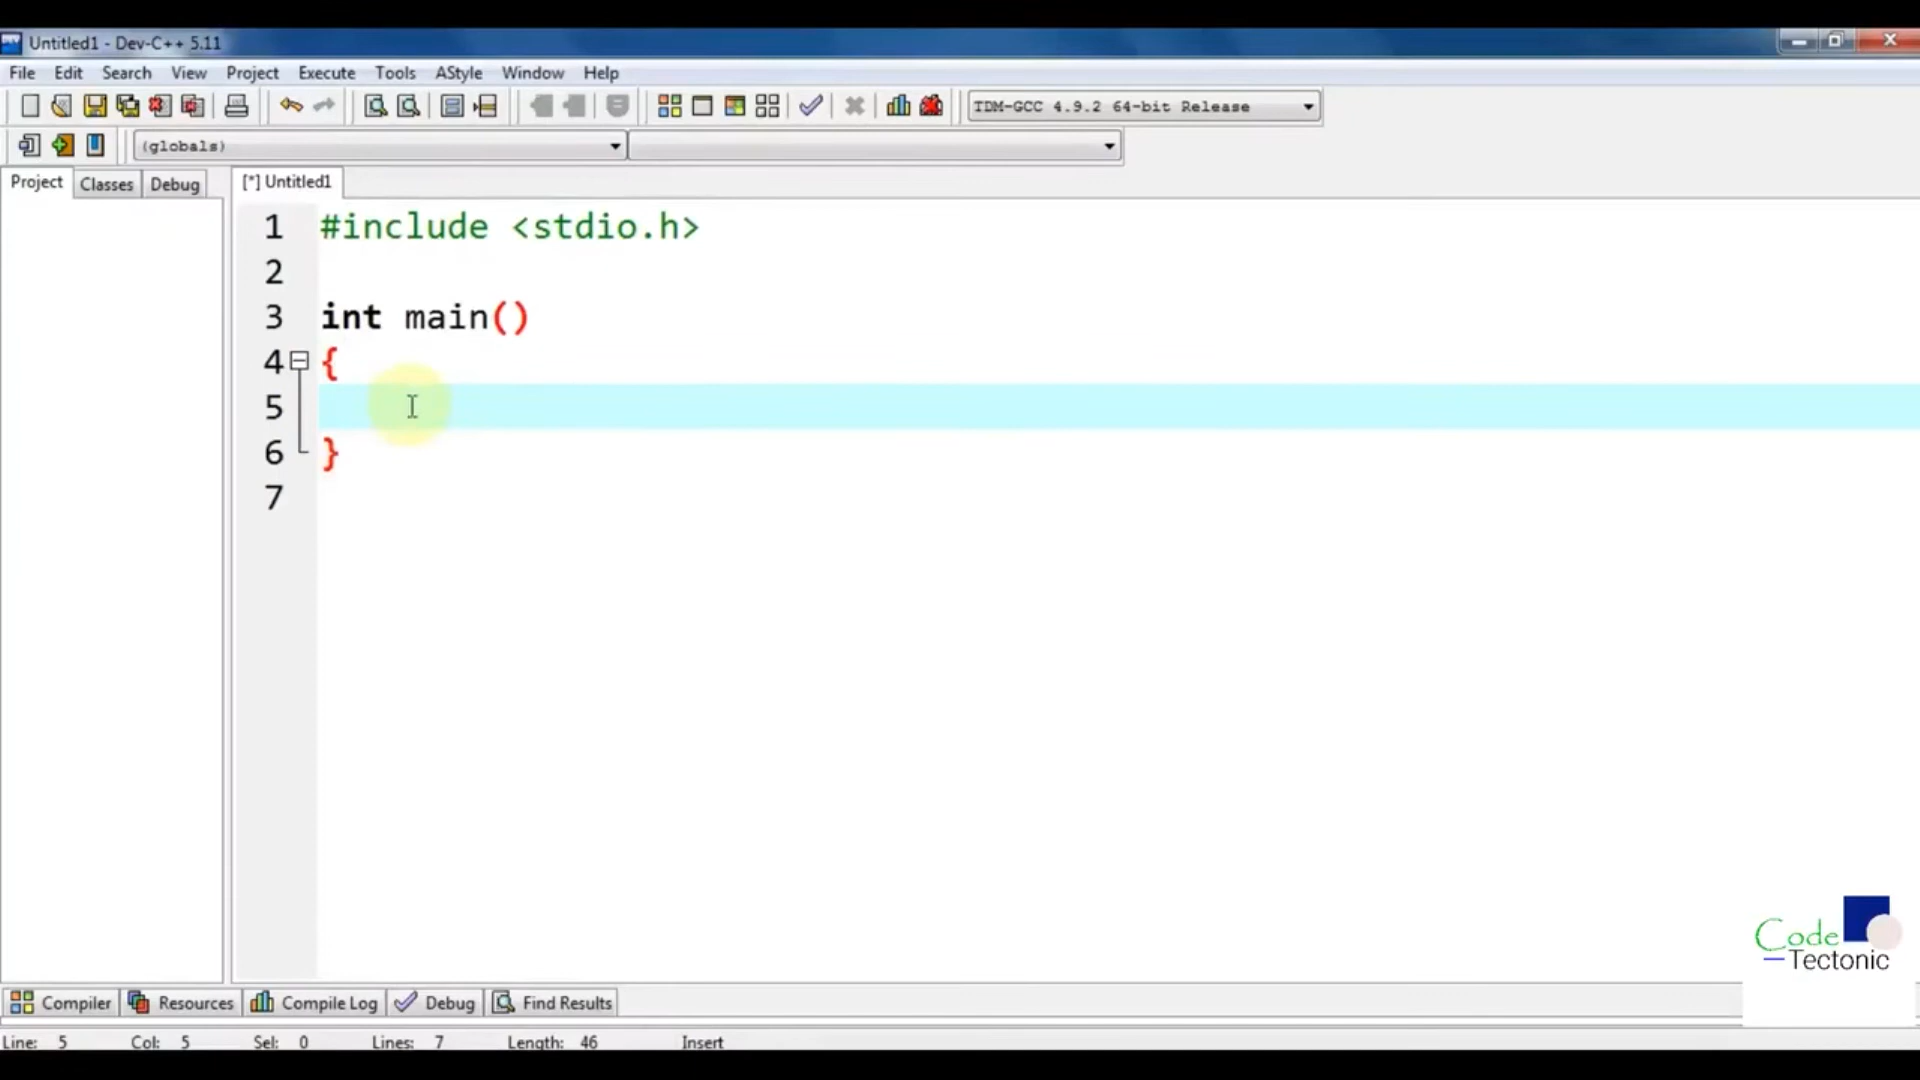 Untitled1 - Dev-C++ 5.11
File Edit Search View Project Execute Tools AStyle Window Help
TDM-GCC 4.9.2 64-bit Release
(globals)
Project Classes Debug [*] Untitled1
1 #include <stdio.h>
2
3 int main()
4 {
5
6 }
7
Code
Tectonic
Compiler Resources Compile Log Debug Find Results
Line: 5 Col: 5 Sel: 0 Lines: 7 Length: 46 Insert